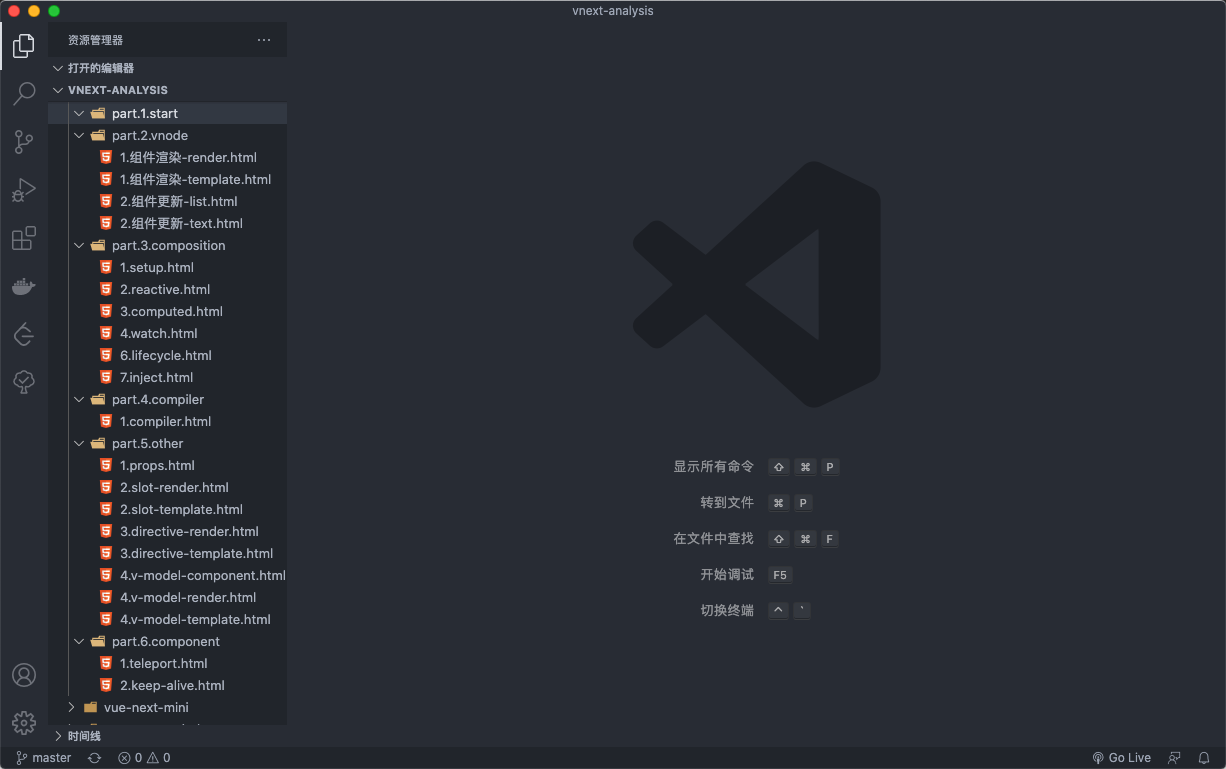 vnext-analysis
资源管理器
打开的编辑器
VNEXT-ANALYSIS
part.1.start
part.2.vnode
1.组件渲染-render.html
1.组件渲染-template.html
2.组件更新-list.html
2.组件更新-text.html
part.3.composition
1.setup.html
2.reactive.html
3.computed.html
4.watch.html
6.lifecycle.html
7.inject.html
part.4.compiler
1.compiler.html
part.5.other
1.props.html
2.slot-render.html
2.slot-template.html
3.directive-render.html
3.directive-template.html
4.v-model-component.html
4.v-model-render.html
4.v-model-template.html
part.6.component
1.teleport.html
2.keep-alive.html
vue-next-mini
时间线
显示所有命令 ⇧ ⌘ P
转到文件 ⌘ P
在文件中查找 ⇧ ⌘ F
开始调试 F5
切换终端 ^ `
master 0 0 Go Live